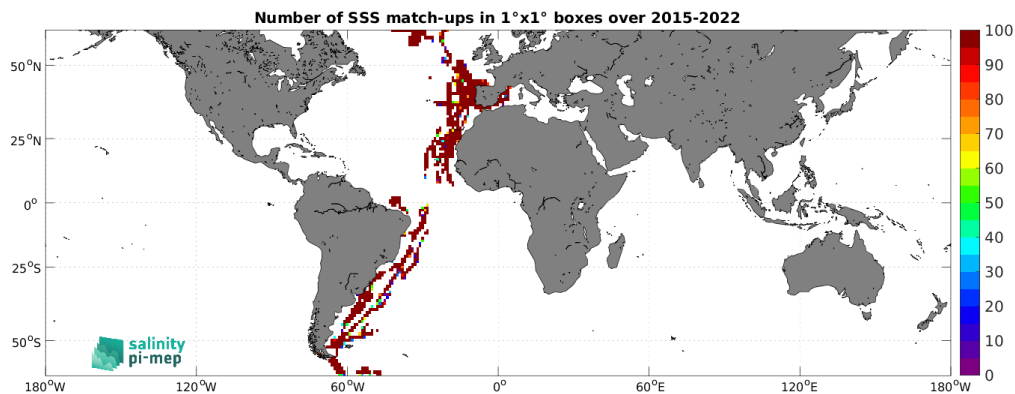 Number of SSS match-ups in 1°x1° boxes over 2015-2022
100
90
80
70
60
50
40
30
20
10
0
50°N
25°N
0°
25°S
50°S
salinity
pi-mep
180°W 120°W 60°W 0° 60°E 120°E 180°W